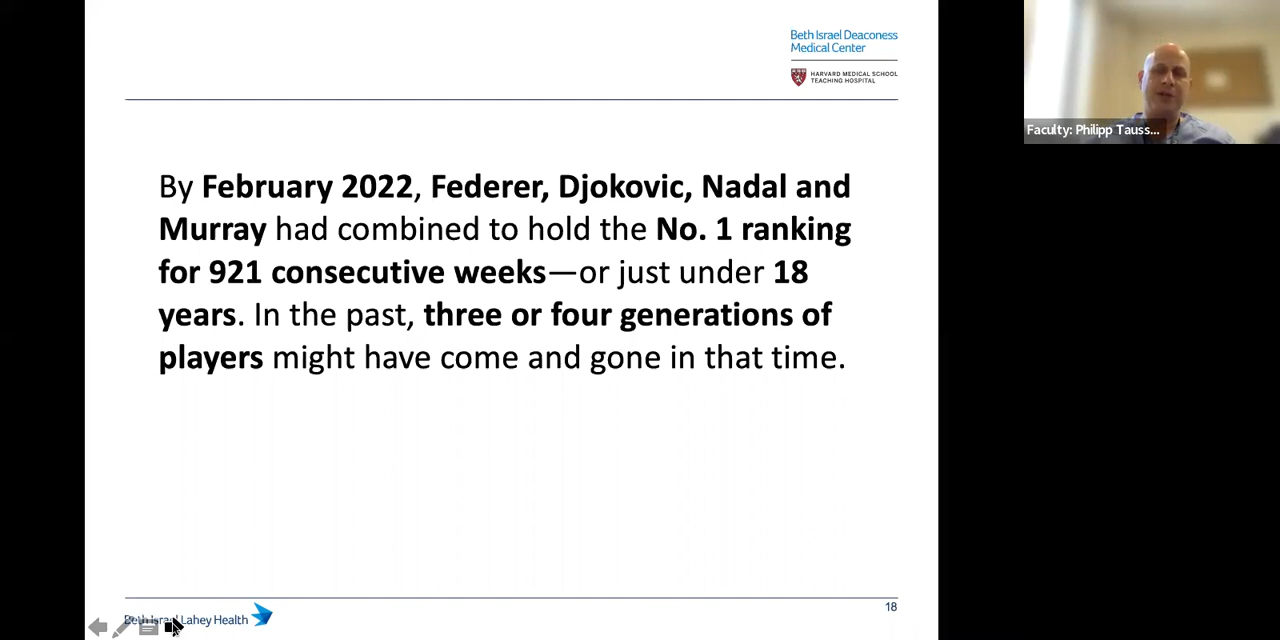 Beth Israel Deaconess
Medical Center
HARVARD MEDICAL SCHOOL
TEACHING HOSPITAL
Faculty: Philipp Tauss...
By February 2022, Federer, Djokovic, Nadal and
Murray had combined to hold the No. 1 ranking
for 921 consecutive weeks—or just under 18
years. In the past, three or four generations of
players might have come and gone in that time.
18
Beth Israel Lahey Health